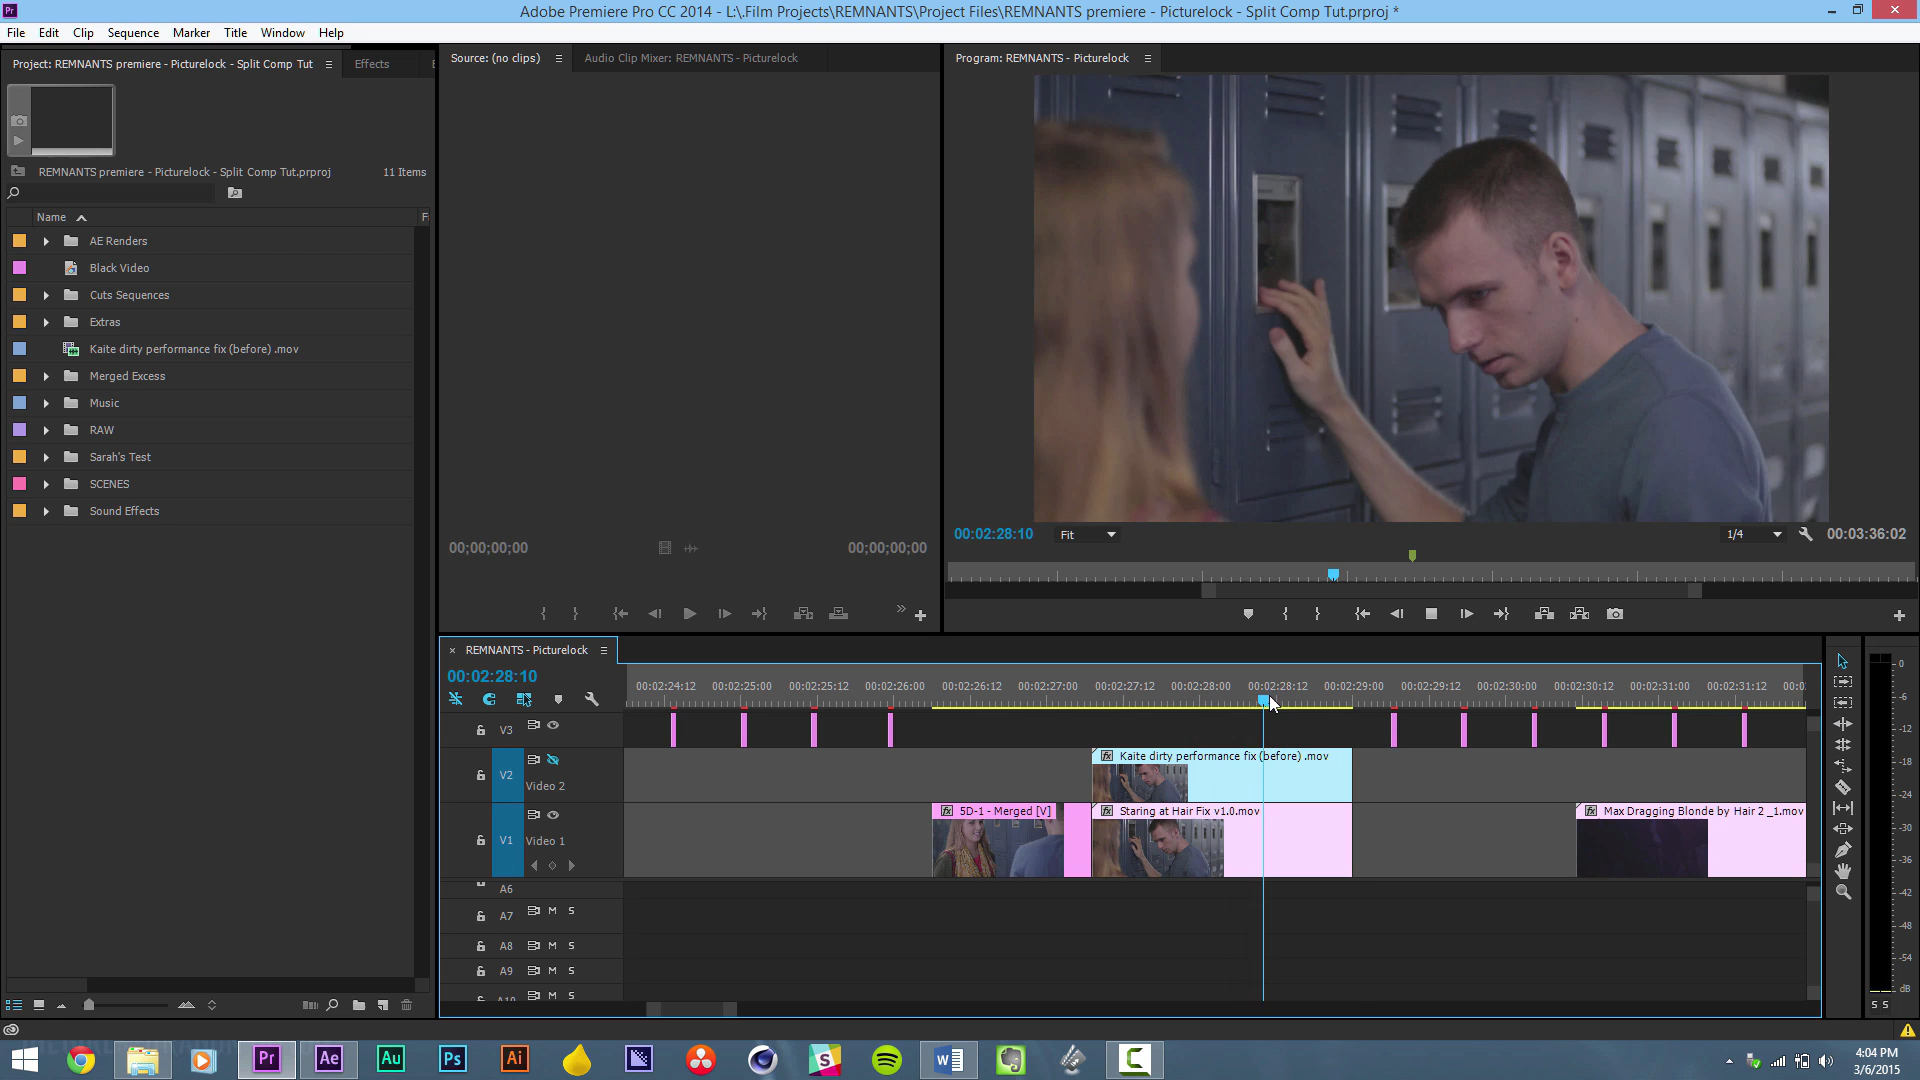 Adobe Premiere Pro CC 2014 - L:\.Film Projects\REMNANTS\Project Files\REMNANTS premiere - Picturelock - Split Comp Tut.prproj *
File Edit Clip Sequence Marker Title Window Help
Project: REMNANTS premiere - Picturelock - Split Comp Tut Effects
Source: (no clips) Audio Clip Mixer: REMNANTS - Picturelock
Program: REMNANTS - Picturelock
REMNANTS premiere - Picturelock - Split Comp Tut.prproj 11 Items
Name F
AE Renders
Black Video
Cuts Sequences
Extras
Kaite dirty performance fix (before) .mov
Merged Excess
Music
RAW
Sarah's Test
SCENES
Sound Effects
00;00;00;00 00;00;00;00
00:02:28:10 Fit 1/4 00:03:36:02
REMNANTS - Picturelock
00:02:28:10
00:02:24:12 00:02:25:00 00:02:25:12 00:02:26:00 00:02:26:12 00:02:27:00 00:02:27:12 00:02:28:00 00:02:28:12 00:02:29:00 00:02:29:12 00:02:30:00 00:02:30:12 00:02:31:00 00:02:31:12 00:0
V3
V2 Video 2
Kaite dirty performance fix (before) .mov
V1 Video 1
5D-1 - Merged [V] Staring at Hair Fix v1.0.mov Max Dragging Blonde by Hair 2 _1.mov
A6
A7 M S
A8 M S
A9 M S
A10 M S
0
-6
-12
-18
-24
-30
-36
-42
-48
-54
dB
S S
Pr Ae Au Ps Ai
4:04 PM
3/6/2015